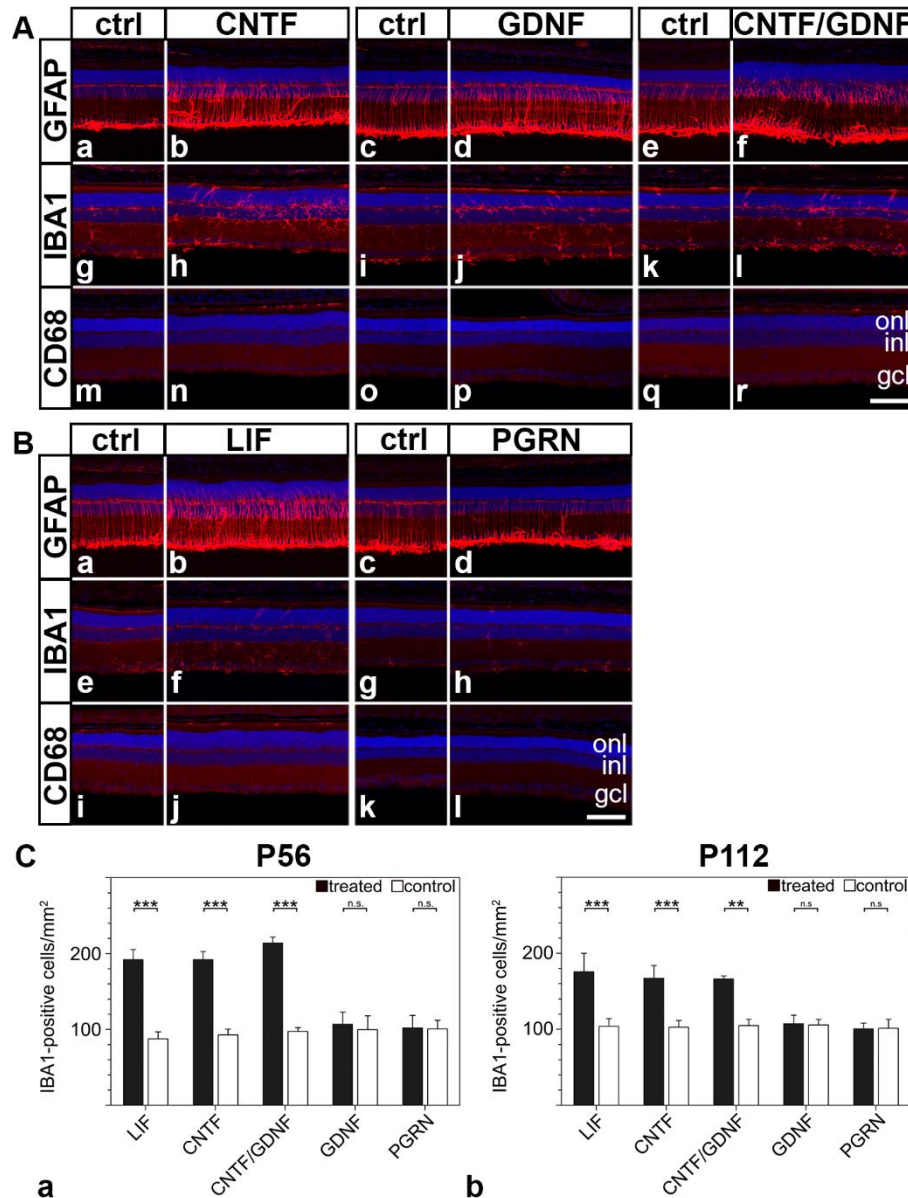 A
ctrl CNTF ctrl GDNF ctrl CNTF/GDNF
GFAP
a b c d e f
IBA1
g h i j k l
CD68
onl
inl
gcl
m n o p q r
B
ctrl LIF ctrl PGRN
GFAP
a b c d
IBA1
e f g h
CD68
onl
inl
gcl
i j k l
C
P56 P112
treated control treated control
*** *** *** n.s. n.s. *** *** ** n.s n.s
IBA1-positive cells/mm² IBA1-positive cells/mm²
200 200
100 100
0 0
LIF CNTF CNTF/GDNF GDNF PGRN LIF CNTF CNTF/GDNF GDNF PGRN
a b